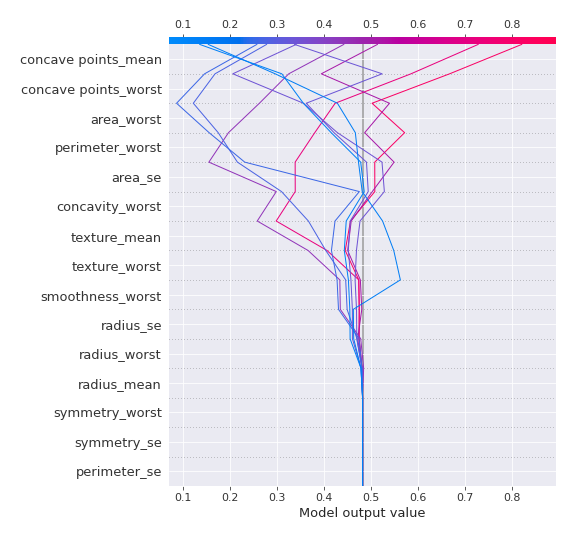 0.1 0.2 0.3 0.4 0.5 0.6 0.7 0.8
concave points_mean
concave points_worst
area_worst
perimeter_worst
area_se
concavity_worst
texture_mean
texture_worst
smoothness_worst
radius_se
radius_worst
radius_mean
symmetry_worst
symmetry_se
perimeter_se
0.1 0.2 0.3 0.4 0.5 0.6 0.7 0.8
Model output value